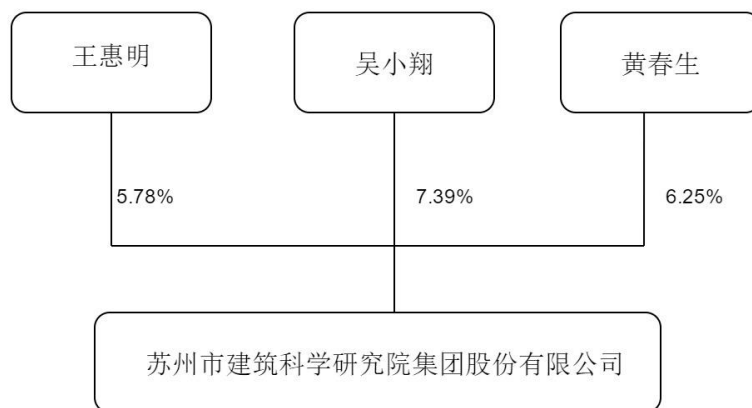 王惠明
吴小翔
黄春生
5.78%
7.39%
6.25%
苏州市建筑科学研究院集团股份有限公司